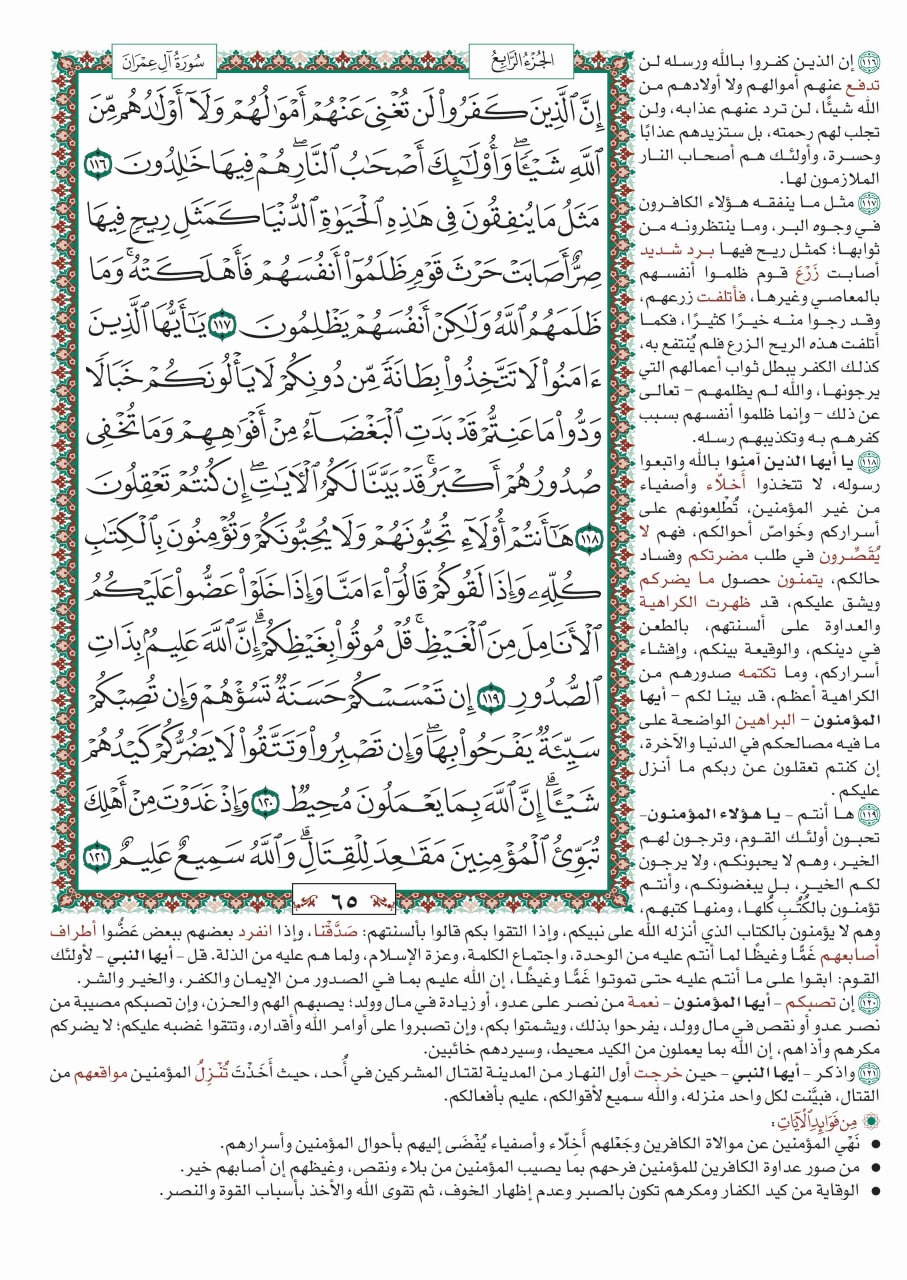 سُورَةُ آلِ عِمْرَانَ
الجُزْءُ الرَّابِعُ
إِنَّ ٱلَّذِينَ كَفَرُوا۟ لَن تُغْنِىَ عَنْهُمْ أَمْوَٰلُهُمْ وَلَآ أَوْلَٰدُهُم مِّنَ
ٱللَّهِ شَيْـًٔا ۖ وَأُو۟لَٰٓئِكَ أَصْحَٰبُ ٱلنَّارِ ۖ هُمْ فِيهَا خَٰلِدُونَ ١١٦
مَثَلُ مَا يُنفِقُونَ فِى هَٰذِهِ ٱلْحَيَوٰةِ ٱلدُّنْيَا كَمَثَلِ رِيحٍ فِيهَا
صِرٌّ أَصَابَتْ حَرْثَ قَوْمٍ ظَلَمُوٓا۟ أَنفُسَهُمْ فَأَهْلَكَتْهُ ۚ وَمَا
ظَلَمَهُمُ ٱللَّهُ وَلَٰكِنْ أَنفُسَهُمْ يَظْلِمُونَ ١١٧ يَٰٓأَيُّهَا ٱلَّذِينَ
ءَامَنُوا۟ لَا تَتَّخِذُوا۟ بِطَانَةً مِّن دُونِكُمْ لَا يَأْلُونَكُمْ خَبَالًا
وَدُّوا۟ مَا عَنِتُّمْ قَدْ بَدَتِ ٱلْبَغْضَآءُ مِنْ أَفْوَٰهِهِمْ وَمَا تُخْفِى
صُدُورُهُمْ أَكْبَرُ ۚ قَدْ بَيَّنَّا لَكُمُ ٱلْـَٔايَٰتِ ۖ إِن كُنتُمْ تَعْقِلُونَ
١١٨ هَٰٓأَنتُمْ أُو۟لَآءِ تُحِبُّونَهُمْ وَلَا يُحِبُّونَكُمْ وَتُؤْمِنُونَ بِٱلْكِتَٰبِ
كُلِّهِۦ وَإِذَا لَقُوكُمْ قَالُوٓا۟ ءَامَنَّا وَإِذَا خَلَوْا۟ عَضُّوا۟ عَلَيْكُمُ
ٱلْأَنَامِلَ مِنَ ٱلْغَيْظِ ۚ قُلْ مُوتُوا۟ بِغَيْظِكُمْ ۗ إِنَّ ٱللَّهَ عَلِيمٌۢ بِذَاتِ
ٱلصُّدُورِ ١١٩ إِن تَمْسَسْكُمْ حَسَنَةٌ تَسُؤْهُمْ وَإِن تُصِبْكُمْ
سَيِّئَةٌ يَفْرَحُوا۟ بِهَا ۖ وَإِن تَصْبِرُوا۟ وَتَتَّقُوا۟ لَا يَضُرُّكُمْ كَيْدُهُمْ
شَيْـًٔا ۗ إِنَّ ٱللَّهَ بِمَا يَعْمَلُونَ مُحِيطٌ ١٢٠ وَإِذْ غَدَوْتَ مِنْ أَهْلِكَ
تُبَوِّئُ ٱلْمُؤْمِنِينَ مَقَٰعِدَ لِلْقِتَالِ ۗ وَٱللَّهُ سَمِيعٌ عَلِيمٌ ١٢١
٦٥
١١٦ إن الذين كفروا بالله ورسله لن
تدفع عنهم أموالهم ولا أولادهم من
الله شيئًا، لن ترد عنهم عذابه، ولن
تجلب لهم رحمته، بل ستزيدهم عذابًا
وحسرة، وأولئك هم أصحاب النار
الملازمون لها.
١١٧ مثل ما ينفقه هؤلاء الكافرون
في وجوه البر، وما ينتظرونه من
ثوابها؛ كمثل ريح فيها برد شديد
أصابت زَرْعَ قوم ظلموا أنفسهم
بالمعاصي وغيرها، فأتلفت زرعهم،
وقد رجوا منه خيرًا كثيرًا، فكما
أتلفت هذه الريح الزرع فلم يُنتفع به،
كذلك الكفر يبطل ثواب أعمالهم التي
يرجونها، والله لم يظلمهم – تعالى
عن ذلك – وإنما ظلموا أنفسهم بسبب
كفرهم به وتكذيبهم رسله.
١١٨ يا أيها الذين آمنوا بالله واتبعوا
رسوله، لا تتخذوا أَخلّاء وأصفياء
من غير المؤمنين، تُطْلِعونهم على
أسراركم وخَواصّ أحوالكم، فهم لا
يُقَصِّرون في طلب مضرتكم وفساد
حالكم، يتمنون حصول ما يضركم
ويشق عليكم، قد ظهرت الكراهية
والعداوة على ألسنتهم، بالطعن
في دينكم، والوقيعة بينكم، وإفشاء
أسراركم، وما تكتمه صدورهم من
الكراهية أعظم، قد بينا لكم – أيها
المؤمنون – البراهين الواضحة على
ما فيه مصالحكم في الدنيا والآخرة،
إن كنتم تعقلون عن ربكم ما أنزل
عليكم .
١١٩ ها أنتم – يا هؤلاء المؤمنون–
تحبون أولئك القوم، وترجون لهم
الخير، وهم لا يحبونكم، ولا يرجون
لكم الخير، بل يبغضونكم، وأنتم
تؤمنون بالكُتُبِ كُلها، ومنها كتبهم،
وهم لا يؤمنون بالكتاب الذي أنزله الله على نبيكم، وإذا التقوا بكم قالوا بألسنتهم: صَدَّقْنا، وإذا انفرد بعضهم ببعض عَضُّوا أطراف
أصابعهم غَمًّا وغيظًا لما أنتم عليه من الوحدة، واجتماع الكلمة، وعزة الإسلام، ولما هم عليه من الذلة. قل – أيها النبي – لأولئك
القوم: ابقوا على ما أنتم عليه حتى تموتوا غَمًّا وغيظًا، إن الله عليم بما في الصدور من الإيمان والكفر، والخير والشر.
١٢٠ إن تصبكم – أيها المؤمنون – نعمة من نصر على عدو، أو زيادة في مال وولد؛ يصبهم الهم والحزن، وإن تصبكم مصيبة من
نصر عدو أو نقص في مال وولد، يفرحوا بذلك، ويشمتوا بكم، وإن تصبروا على أوامر الله وأقداره، وتتقوا غضبه عليكم؛ لا يضركم
مكرهم وأذاهم، إن الله بما يعملون من الكيد محيط، وسيردهم خائبين.
١٢١ واذكر – أيها النبي – حين خرجت أول النهار من المدينة لقتال المشركين في أُحد، حيث أَخَذْتَ تُنْزِلُ المؤمنين مواقعهم من
القتال، فبيَّنت لكل واحد منزله، والله سميع لأقوالكم، عليم بأفعالكم.
مِن فَوَائِدِ ٱلْآيَاتِ :
● نَهْي المؤمنين عن موالاة الكافرين وجَعْلهم أَخِلّاء وأصفياء يُفْضَى إليهم بأحوال المؤمنين وأسرارهم.
● من صور عداوة الكافرين للمؤمنين فرحهم بما يصيب المؤمنين من بلاء ونقص، وغيظهم إن أصابهم خير.
● الوقاية من كيد الكفار ومكرهم تكون بالصبر وعدم إظهار الخوف، ثم تقوى الله والأخذ بأسباب القوة والنصر.